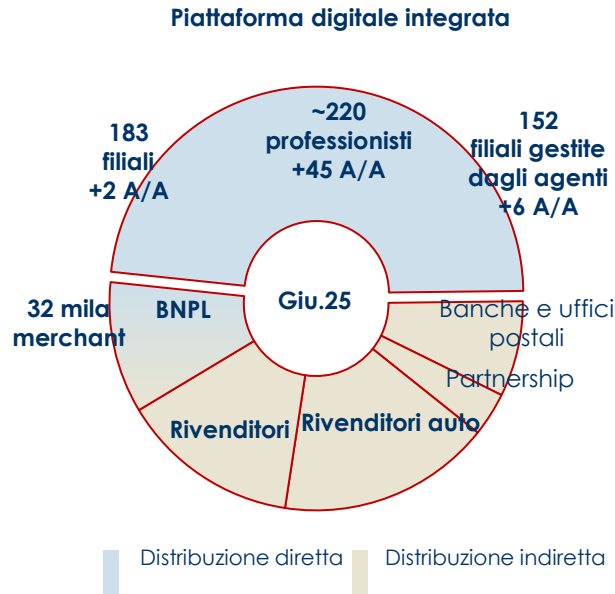 Piattaforma digitale integrata
183
filiali
+2 A/A
~220
professionisti
+45 A/A
152
filiali gestite
dagli agenti
+6 A/A
32 mila
merchant
BNPL
Giu.25
Banche e uffici
postali
Partnership
Rivenditori
Rivenditori auto
Distribuzione diretta
Distribuzione indiretta